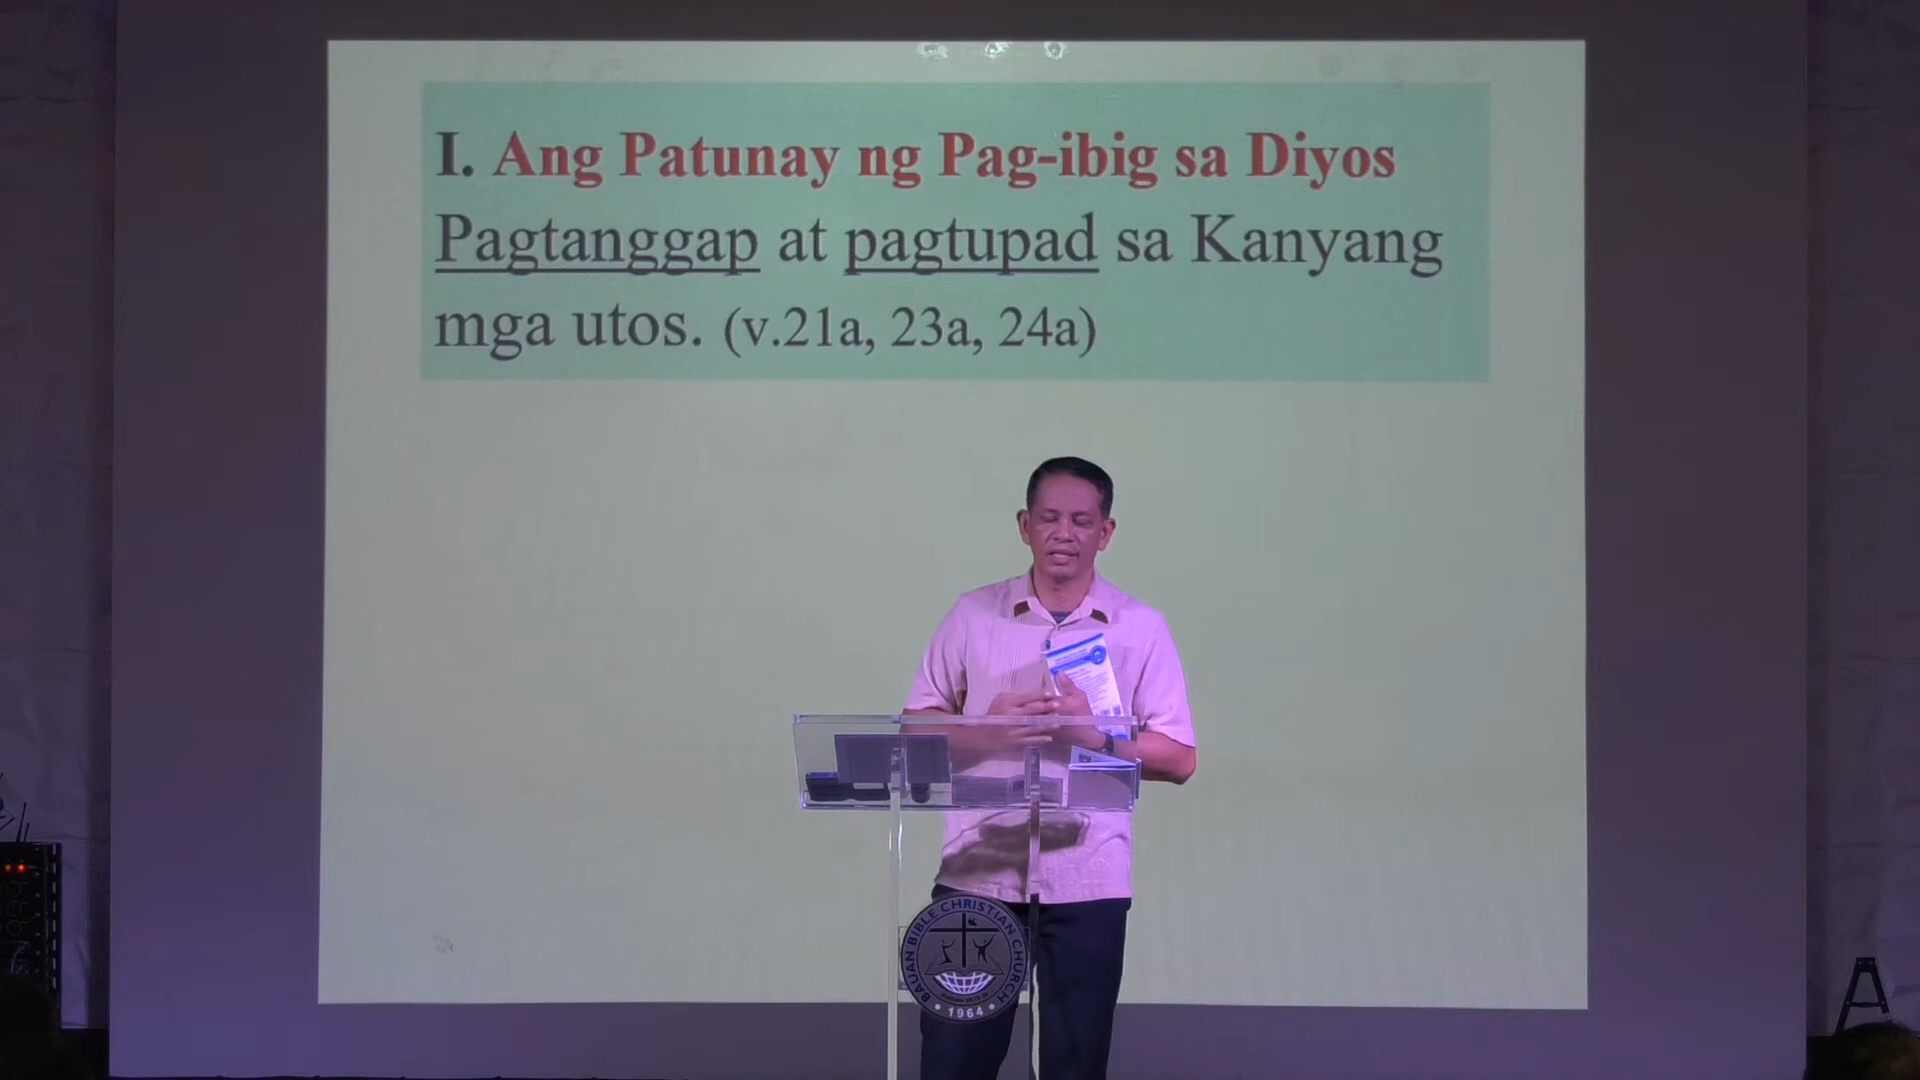 I. Ang Patunay ng Pag-ibig sa Diyos
Pagtanggap at pagtupad sa Kanyang
mga utos. (v.21a, 23a, 24a)
BAUAN BIBLE CHRISTIAN CHURCH
• 1964 •